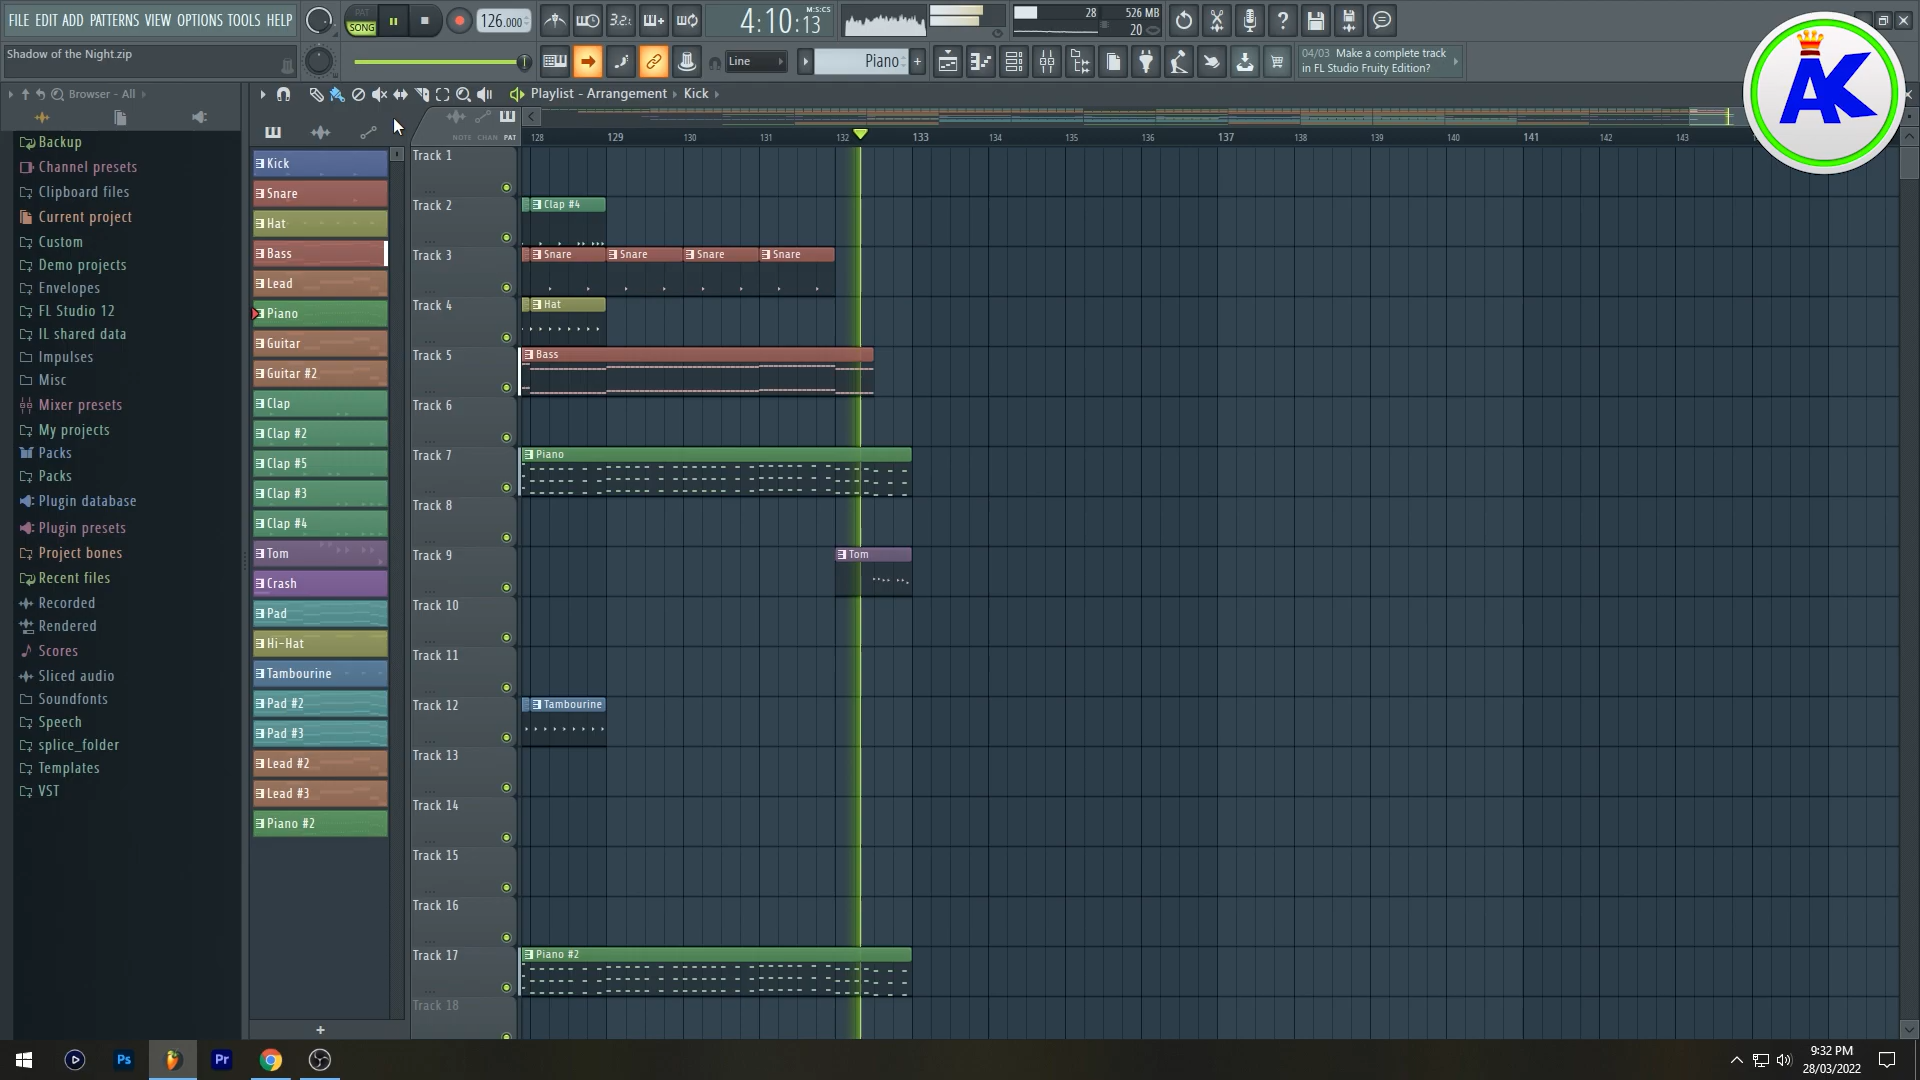 FILE EDIT ADD PATTERNS VIEW OPTIONS TOOLS HELP
PAT
SONG
126.000
3.2.
4:10:13
M:S:CS
28
526 MB
20
Shadow of the Night.zip
Line
Piano
04/03 Make a complete track
in FL Studio Fruity Edition?
AK
Browser - All
Playlist - Arrangement
Kick
NOTE CHAN PAT
128 129 130 131 132 133 134 135 136 137 138 139 140 141 142 143
Backup
Channel presets
Clipboard files
Current project
Custom
Demo projects
Envelopes
FL Studio 12
IL shared data
Impulses
Misc
Mixer presets
My projects
Packs
Packs
Plugin database
Plugin presets
Project bones
Recent files
Recorded
Rendered
Scores
Sliced audio
Soundfonts
Speech
splice_folder
Templates
VST
Kick
Snare
Hat
Bass
Lead
Piano
Guitar
Guitar #2
Clap
Clap #2
Clap #5
Clap #3
Clap #4
Tom
Crash
Pad
Hi-Hat
Tambourine
Pad #2
Pad #3
Lead #2
Lead #3
Piano #2
+
Track 1
Track 2
Clap #4
Track 3
Snare Snare Snare Snare
Track 4
Hat
Track 5
Bass
Track 6
Track 7
Piano
Track 8
Track 9
Tom
Track 10
Track 11
Track 12
Tambourine
Track 13
Track 14
Track 15
Track 16
Track 17
Piano #2
Track 18
Ps
Pr
9:32 PM
28/03/2022